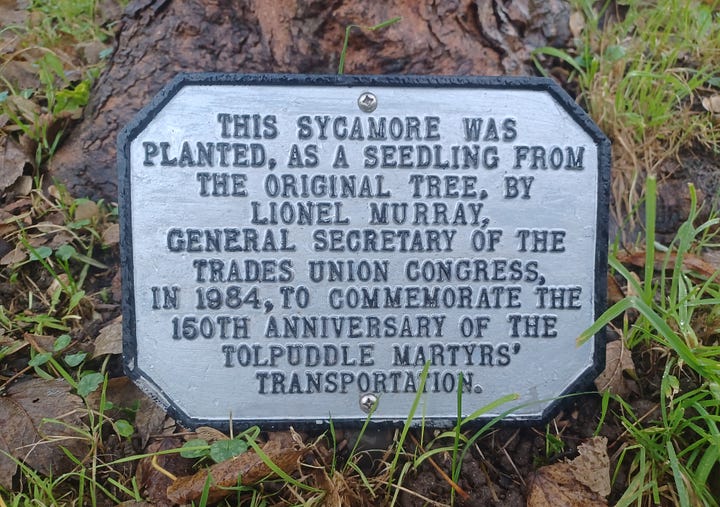 THIS SYCAMORE WAS
PLANTED, AS A SEEDLING FROM
THE ORIGINAL TREE, BY
LIONEL MURRAY,
GENERAL SECRETARY OF THE
TRADES UNION CONGRESS,
IN 1984, TO COMMEMORATE THE
150TH ANNIVERSARY OF THE
TOLPUDDLE MARTYRS'
TRANSPORTATION.